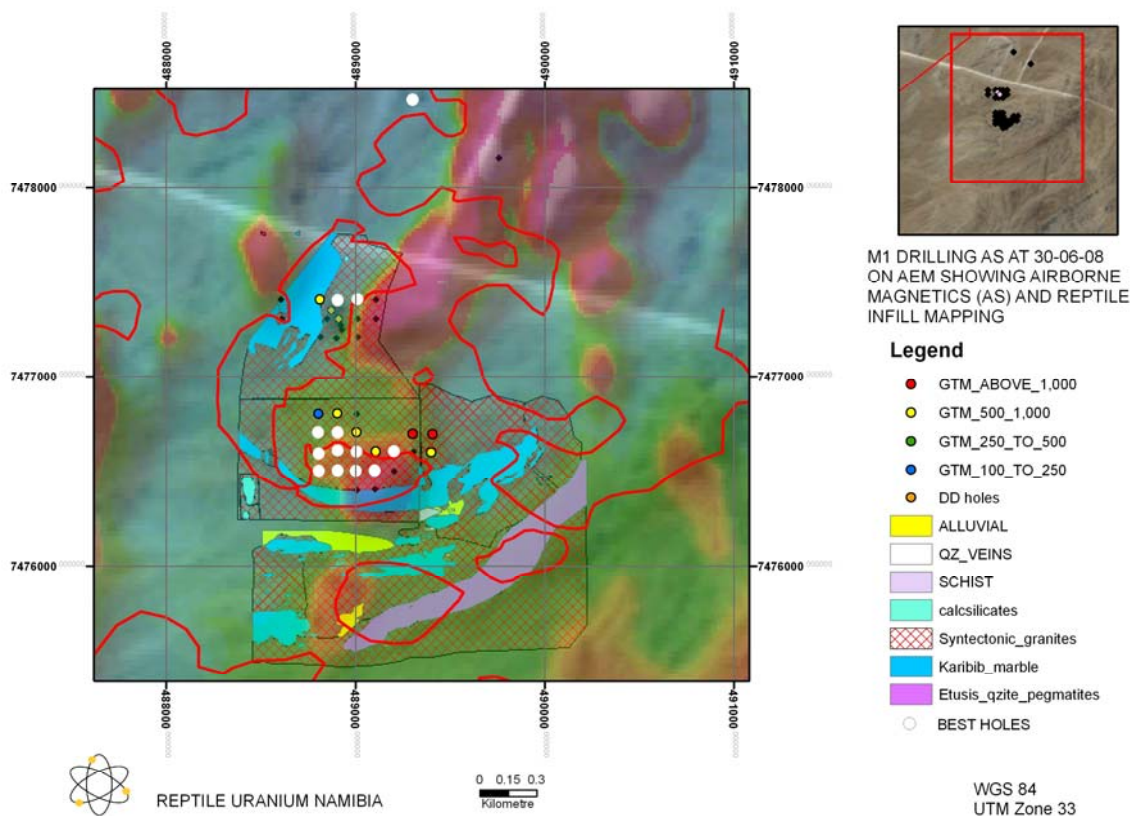 488000
489000
490000
491000
7478000
7478000
7477000
7477000
7476000
7476000
488000
489000
490000
491000
M1 DRILLING AS AT 30-06-08
ON AEM SHOWING AIRBORNE
MAGNETICS (AS) AND REPTILE
INFILL MAPPING
Legend
GTM_ABOVE_1,000
GTM_500_1,000
GTM_250_TO_500
GTM_100_TO_250
DD holes
ALLUVIAL
QZ_VEINS
SCHIST
calcsilicates
Syntectonic_granites
Karibib_marble
Etusis_qzite_pegmatites
BEST HOLES
REPTILE URANIUM NAMIBIA
0 0.15 0.3
Kilometre
WGS 84
UTM Zone 33